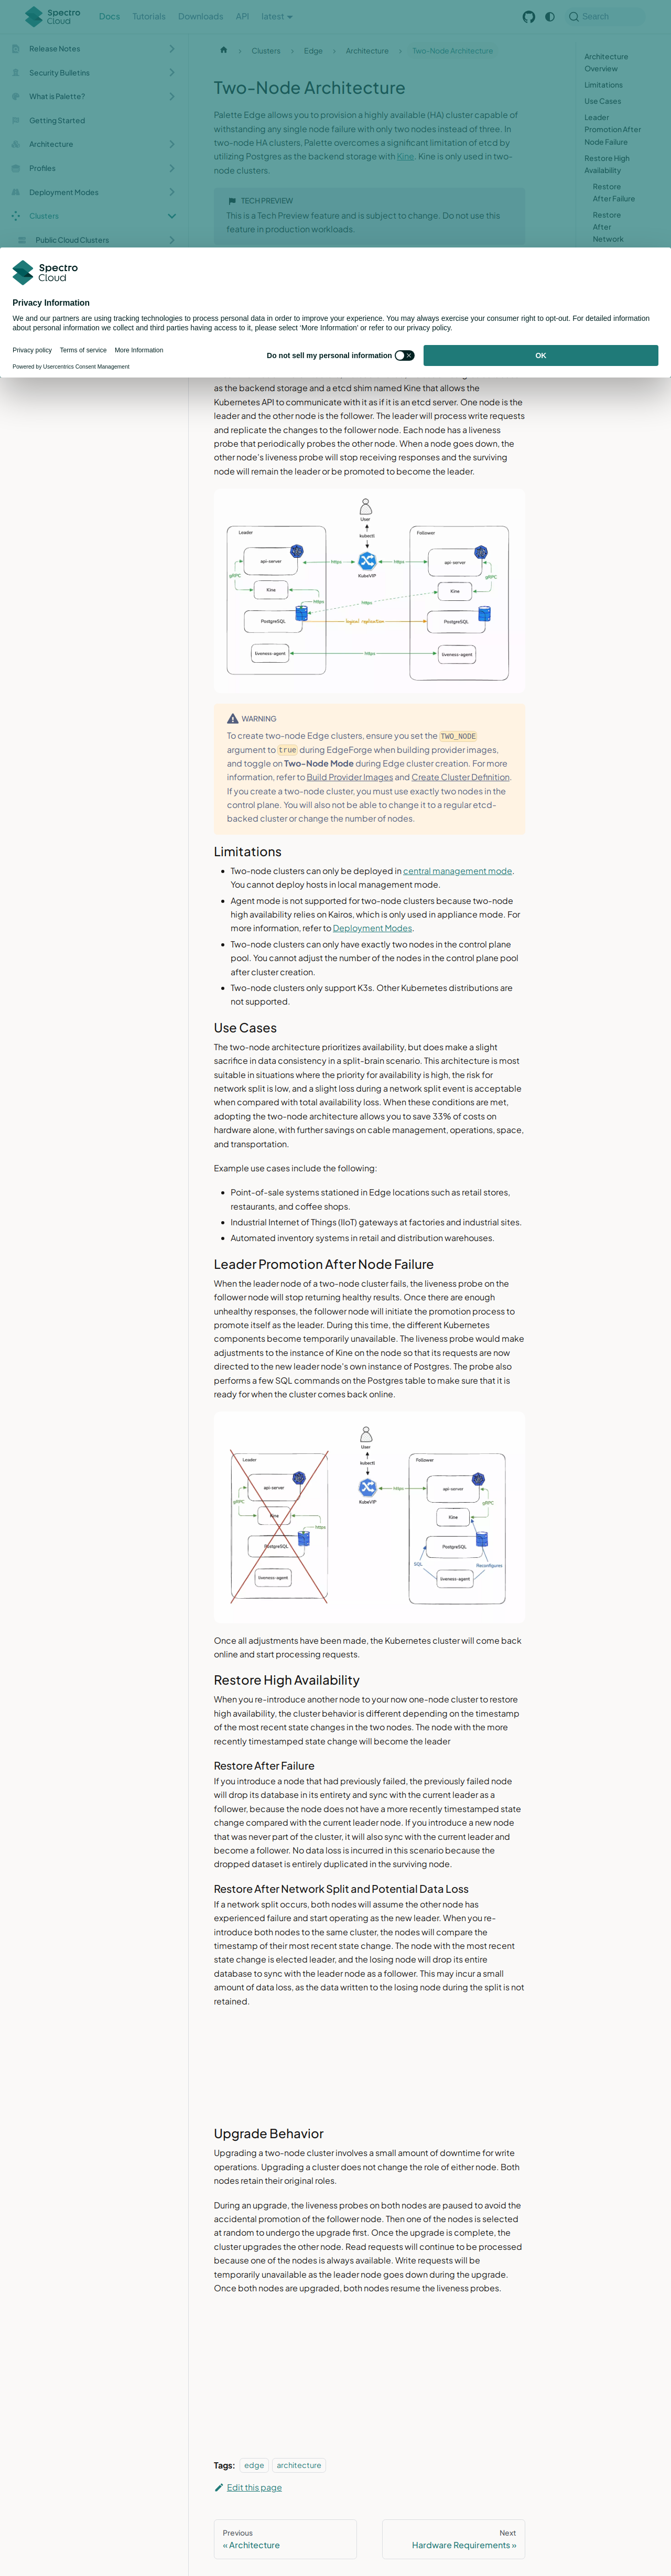 Spectro Cloud
Docs
Tutorials
Downloads
API
latest
Search
Release Notes
Security Bulletins
What is Palette?
Getting Started
Architecture
Profiles
Deployment Modes
Clusters
Public Cloud Clusters
Clusters
Edge
Architecture
Two-Node Architecture
Two-Node Architecture
Palette Edge allows you to provision a highly available (HA) cluster capable of
withstanding any single node failure with only two nodes instead of three. In
two-node HA clusters, Palette overcomes a significant limitation of etcd by
utilizing Postgres as the backend storage with Kine. Kine is only used in two-
node clusters.
TECH PREVIEW
This is a Tech Preview feature and is subject to change. Do not use this
feature in production workloads.
Architecture
Overview
Limitations
Use Cases
Leader
Promotion After
Node Failure
Restore High
Availability
Restore
After Failure
Restore
After
Network
Spectro
Cloud
Privacy Information
We and our partners are using tracking technologies to process personal data in order to improve your experience. You may always exercise your consumer right to opt-out. For detailed information
about personal information we collect and third parties having access to it, please select 'More Information' or refer to our privacy policy.
Privacy policy
Terms of service
More Information
Powered by Usercentrics Consent Management
Do not sell my personal information
OK
as the backend storage and a etcd shim named Kine that allows the
Kubernetes API to communicate with it as if it is an etcd server. One node is the
leader and the other node is the follower. The leader will process write requests
and replicate the changes to the follower node. Each node has a liveness
probe that periodically probes the other node. When a node goes down, the
other node's liveness probe will stop receiving responses and the surviving
node will remain the leader or be promoted to become the leader.
User
kubectl
KubeVIP
Leader
api-server
gRPC
Kine
https
PostgreSQL
liveness-agent
https
https
https
logical replication
https
Follower
api-server
gRPC
Kine
PostgreSQL
liveness-agent
WARNING
To create two-node Edge clusters, ensure you set the TWO_NODE
argument to true during EdgeForge when building provider images,
and toggle on Two-Node Mode during Edge cluster creation. For more
information, refer to Build Provider Images and Create Cluster Definition.
If you create a two-node cluster, you must use exactly two nodes in the
control plane. You will also not be able to change it to a regular etcd-
backed cluster or change the number of nodes.
Limitations
Two-node clusters can only be deployed in central management mode.
You cannot deploy hosts in local management mode.
Agent mode is not supported for two-node clusters because two-node
high availability relies on Kairos, which is only used in appliance mode. For
more information, refer to Deployment Modes.
Two-node clusters can only have exactly two nodes in the control plane
pool. You cannot adjust the number of the nodes in the control plane pool
after cluster creation.
Two-node clusters only support K3s. Other Kubernetes distributions are
not supported.
Use Cases
The two-node architecture prioritizes availability, but does make a slight
sacrifice in data consistency in a split-brain scenario. This architecture is most
suitable in situations where the priority for availability is high, the risk for
network split is low, and a slight loss during a network split event is acceptable
when compared with total availability loss. When these conditions are met,
adopting the two-node architecture allows you to save 33% of costs on
hardware alone, with further savings on cable management, operations, space,
and transportation.
Example use cases include the following:
Point-of-sale systems stationed in Edge locations such as retail stores,
restaurants, and coffee shops.
Industrial Internet of Things (IIoT) gateways at factories and industrial sites.
Automated inventory systems in retail and distribution warehouses.
Leader Promotion After Node Failure
When the leader node of a two-node cluster fails, the liveness probe on the
follower node will stop returning healthy results. Once there are enough
unhealthy responses, the follower node will initiate the promotion process to
promote itself as the leader. During this time, the different Kubernetes
components become temporarily unavailable. The liveness probe would make
adjustments to the instance of Kine on the node so that its requests are now
directed to the new leader node's own instance of Postgres. The probe also
performs a few SQL commands on the Postgres table to make sure that it is
ready for when the cluster comes back online.
User
kubectl
KubeVIP
Leader
api-server
gRPC
Kine
https
PostgreSQL
liveness-agent
https
Follower
api-server
gRPC
Kine
PostgreSQL
SQL
Reconfigures
liveness-agent
Once all adjustments have been made, the Kubernetes cluster will come back
online and start processing requests.
Restore High Availability
When you re-introduce another node to your now one-node cluster to restore
high availability, the cluster behavior is different depending on the timestamp
of the most recent state changes in the two nodes. The node with the more
recently timestamped state change will become the leader
Restore After Failure
If you introduce a node that had previously failed, the previously failed node
will drop its database in its entirety and sync with the current leader as a
follower, because the node does not have a more recently timestamped state
change compared with the current leader node. If you introduce a new node
that was never part of the cluster, it will also sync with the current leader and
become a follower. No data loss is incurred in this scenario because the
dropped dataset is entirely duplicated in the surviving node.
Restore After Network Split and Potential Data Loss
If a network split occurs, both nodes will assume the other node has
experienced failure and start operating as the new leader. When you re-
introduce both nodes to the same cluster, the nodes will compare the
timestamp of their most recent state change. The node with the most recent
state change is elected leader, and the losing node will drop its entire
database to sync with the leader node as a follower. This may incur a small
amount of data loss, as the data written to the losing node during the split is not
retained.
Upgrade Behavior
Upgrading a two-node cluster involves a small amount of downtime for write
operations. Upgrading a cluster does not change the role of either node. Both
nodes retain their original roles.
During an upgrade, the liveness probes on both nodes are paused to avoid the
accidental promotion of the follower node. Then one of the nodes is selected
at random to undergo the upgrade first. Once the upgrade is complete, the
cluster upgrades the other node. Read requests will continue to be processed
because one of the nodes is always available. Write requests will be
temporarily unavailable as the leader node goes down during the upgrade.
Once both nodes are upgraded, both nodes resume the liveness probes.
Tags:
edge
architecture
Edit this page
Previous
« Architecture
Next
Hardware Requirements »